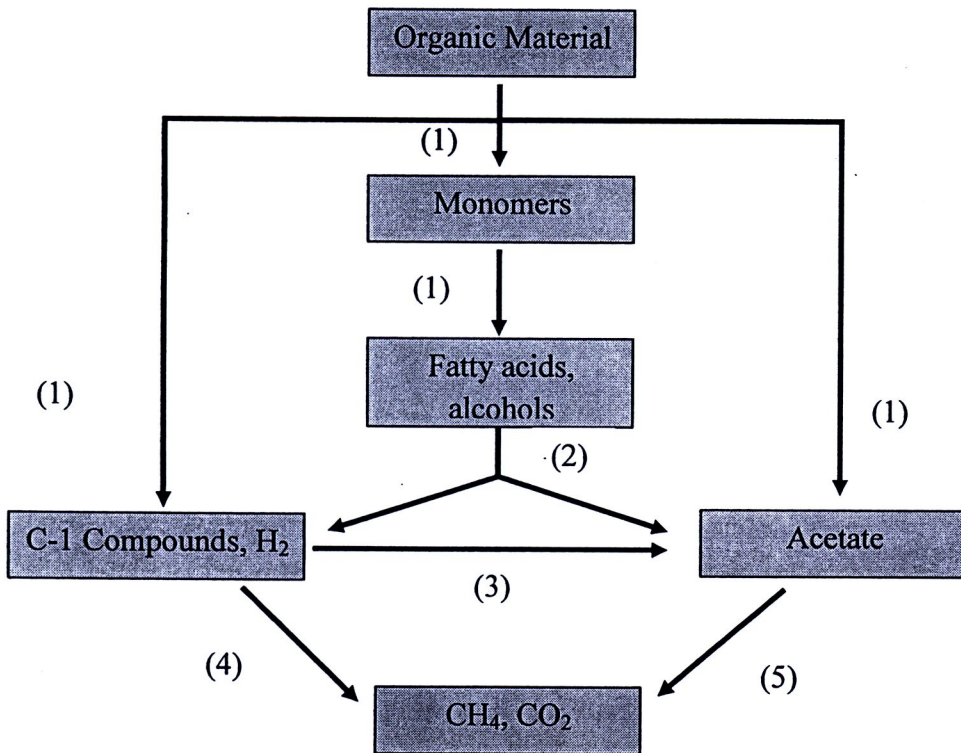 Organic Material
(1)
Monomers
(1)
Fatty acids,
alcohols
(1)
(1)
(2)
C-1 Compounds, H₂
Acetate
(3)
(4)
(5)
CH₄, CO₂